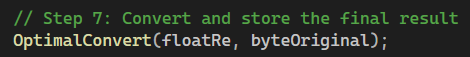 // Step 7: Convert and store the final result
OptimalConvert(floatRe, byteOriginal);